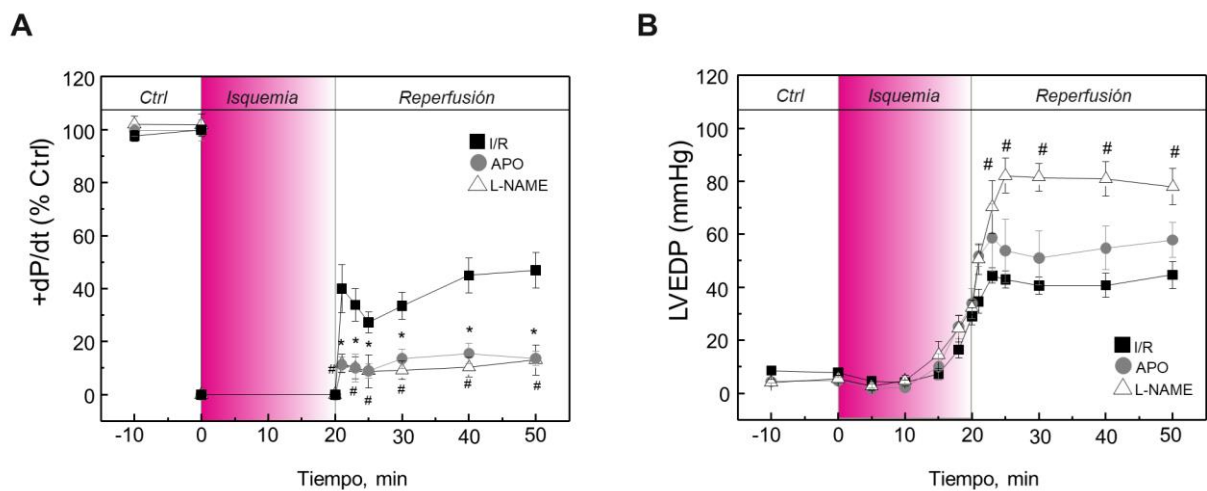 A
+dP/dt (% Ctrl)
120
100
80
60
40
20
0
Ctrl
Isquemia
Reperfusión
I/R
APO
L-NAME
* * * * * *
# # # # # #
-10 0 10 20 30 40 50
Tiempo, min
B
LVEDP (mmHg)
120
100
80
60
40
20
0
Ctrl
Isquemia
Reperfusión
# # # # #
I/R
APO
L-NAME
-10 0 10 20 30 40 50
Tiempo, min